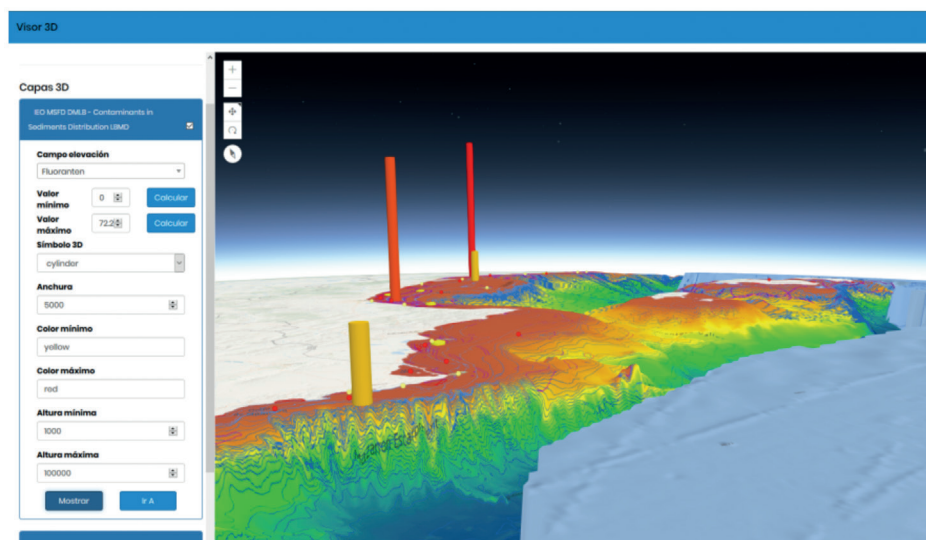 Visor 3D
Capas 3D
IEO MSFD DMLB - Contaminants in
Sediments Distribution LBMD
Campo elevación
Fluoranten
Valor
mínimo
0
Calcular
Valor
máximo
72.2
Calcular
Símbolo 3D
cylinder
Anchura
5000
Color mínimo
yellow
Color máximo
red
Altura mínima
1000
Altura máxima
100000
Mostrar
Ir A